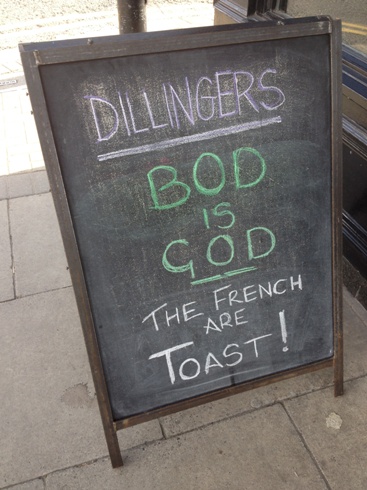 DILLINGERS
BOD
IS
GOD
THE FRENCH
ARE
TOAST!